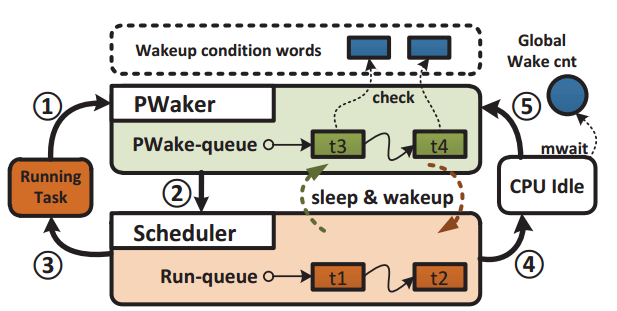 Wakeup condition words
Global
Wake cnt
①
PWaker
check
⑤
PWake-queue
t3
t4
mwait
Running
Task
②
sleep & wakeup
CPU Idle
Scheduler
③
④
Run-queue
t1
t2